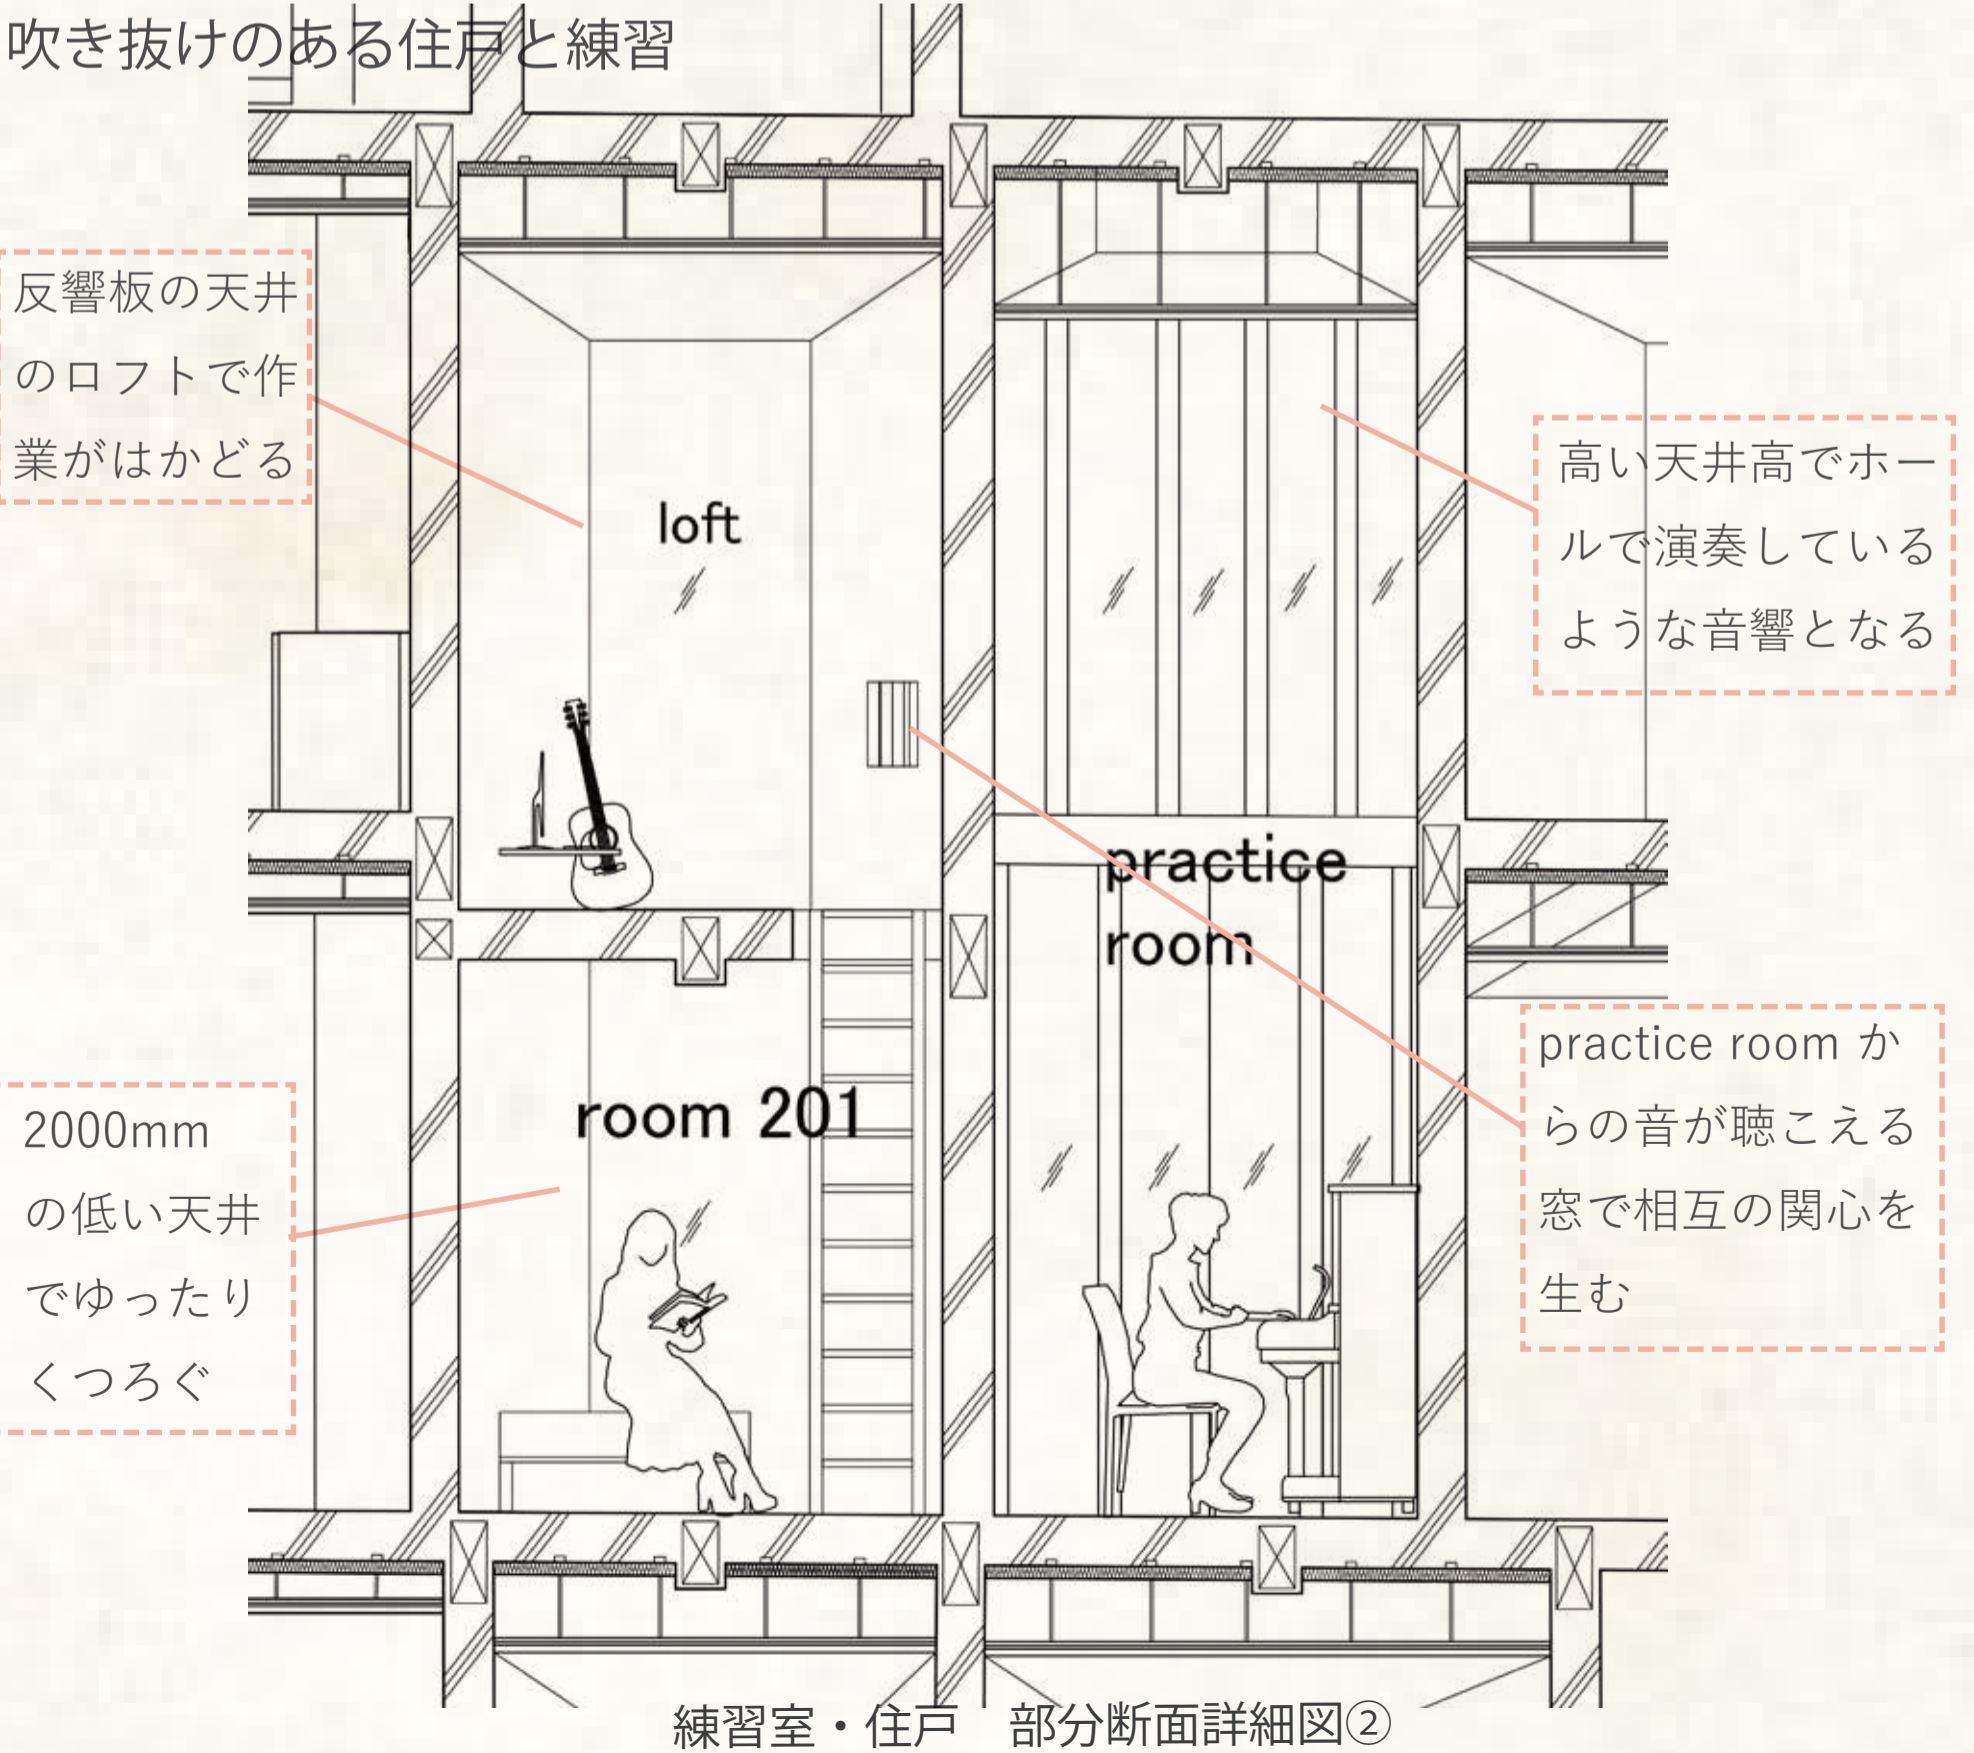 吹き抜けのある住戸と練習
反響板の天井
のロフトで作
業がはかどる
loft
高い天井高でホー
ルで演奏している
ような音響となる
practice
room
room 201
2000mm
の低い天井
でゆったり
くつろぐ
practice room か
らの音が聴こえる
窓で相互の関心を
生む
練習室・住戸　部分断面詳細図②